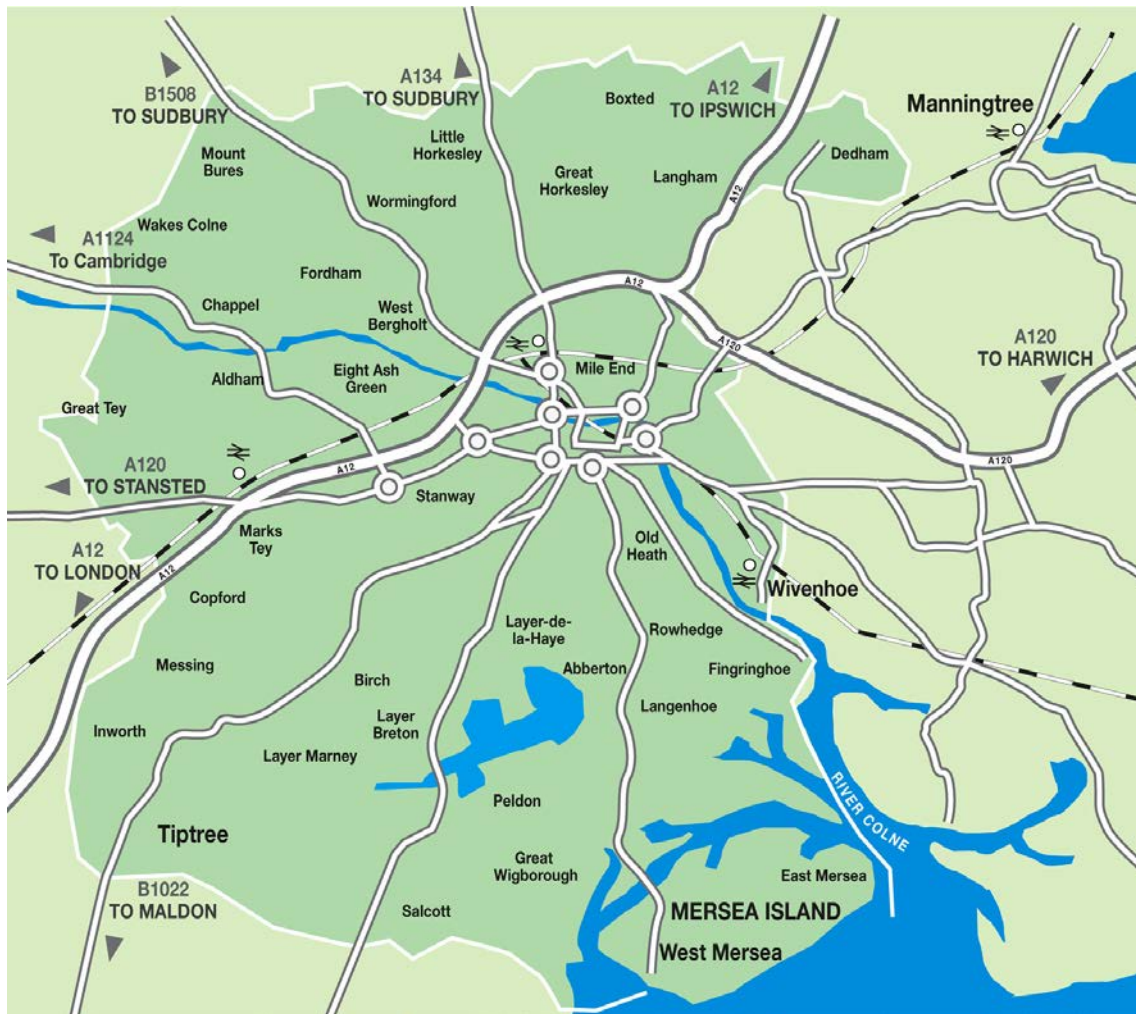 B1508
TO SUDBURY
A134
TO SUDBURY
Boxted
A12
TO IPSWICH
Manningtree
Little
Horkesley
Mount
Bures
Great
Horkesley
Langham
Dedham
A12
Wormingford
Wakes Colne
A1124
To Cambridge
Fordham
A12
Chappel
West
Bergholt
A120
A120
TO HARWICH
Aldham
Eight Ash
Green
Mile End
Great Tey
A120
TO STANSTED
A12
Stanway
A120
Marks
Tey
Old
Heath
A12
TO LONDON
A12
Wivenhoe
Copford
Layer-de-
la-Haye
Rowhedge
Messing
Birch
Abberton
Fingringhoe
Inworth
Layer
Breton
Langenhoe
Layer Marney
Peldon
RIVER COLNE
Tiptree
Great
Wigborough
East Mersea
B1022
TO MALDON
Salcott
MERSEA ISLAND
West Mersea